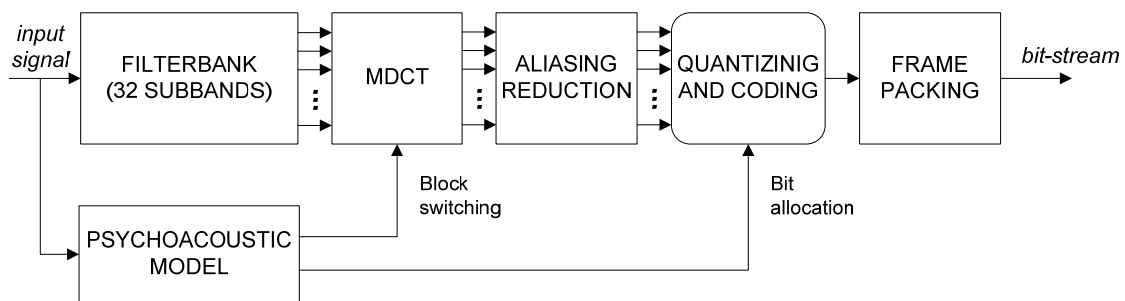 input
signal
FILTERBANK
(32 SUBBANDS)
MDCT
ALIASING
REDUCTION
QUANTIZINIG
AND CODING
FRAME
PACKING
bit-stream
Block
switching
Bit
allocation
PSYCHOACOUSTIC
MODEL